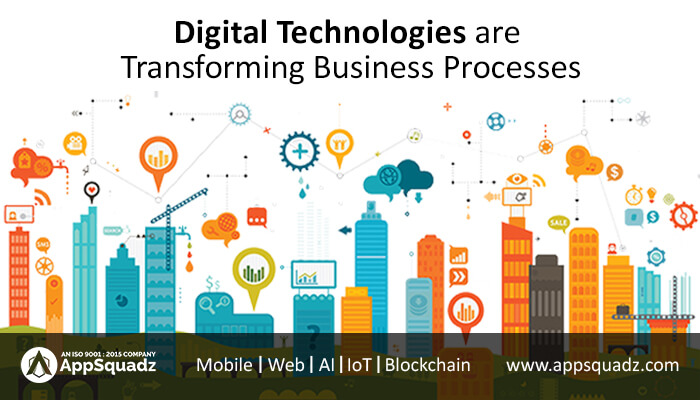 Digital Technologies are
Transforming Business Processes
SALE
AN ISO 9001 : 2015 COMPANY
AppSquadz
Mobile | Web | AI | IoT | Blockchain
www.appsquadz.com